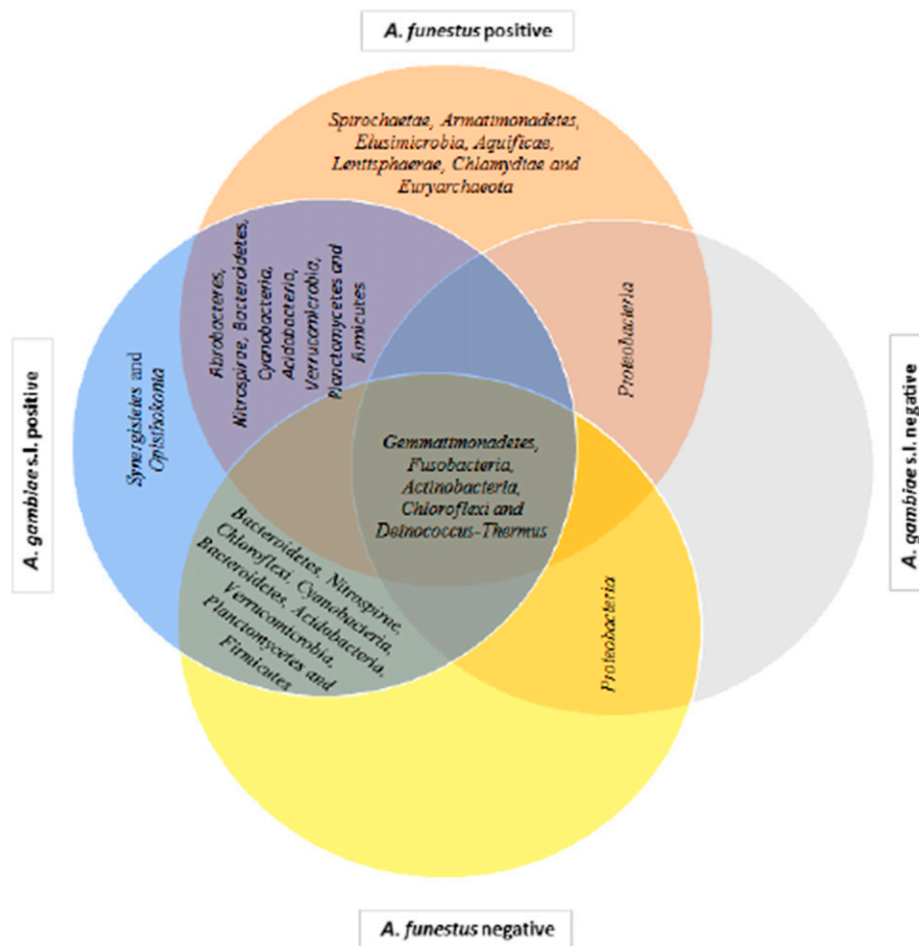 A. funestus positive
Spirochaetae, Armatimonadetes,
Elusimicrobia, Aquificae,
Lentisphaerae, Chlamydiae and
Euryarchaeota
Fibrobacteres,
Nitrospirae, Bacteroidetes,
Cyanobacteria,
Acidobacteria,
Verrucomicrobia,
Planctomycetes and
Firmicutes
Proteobacteria
A. gambiae s.l. positive
Synergistetes and
Opisthokonta
Gemmatimonadetes,
Fusobacteria,
Actinobacteria,
Chloroflexi and
Deinococcus-Thermus
A. gambiae s.l. negative
Bacteroidetes, Nitrospirae,
Chloroflexi, Cyanobacteria,
Bacteroidetes, Acidobacteria,
Verrucomicrobia,
Planctomycetes and
Firmicutes
Proteobacteria
A. funestus negative